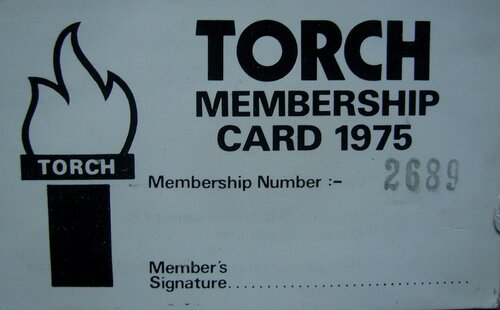 TORCH
MEMBERSHIP
CARD 1975
TORCH
Membership Number :- 2689
Member's
Signature....................................